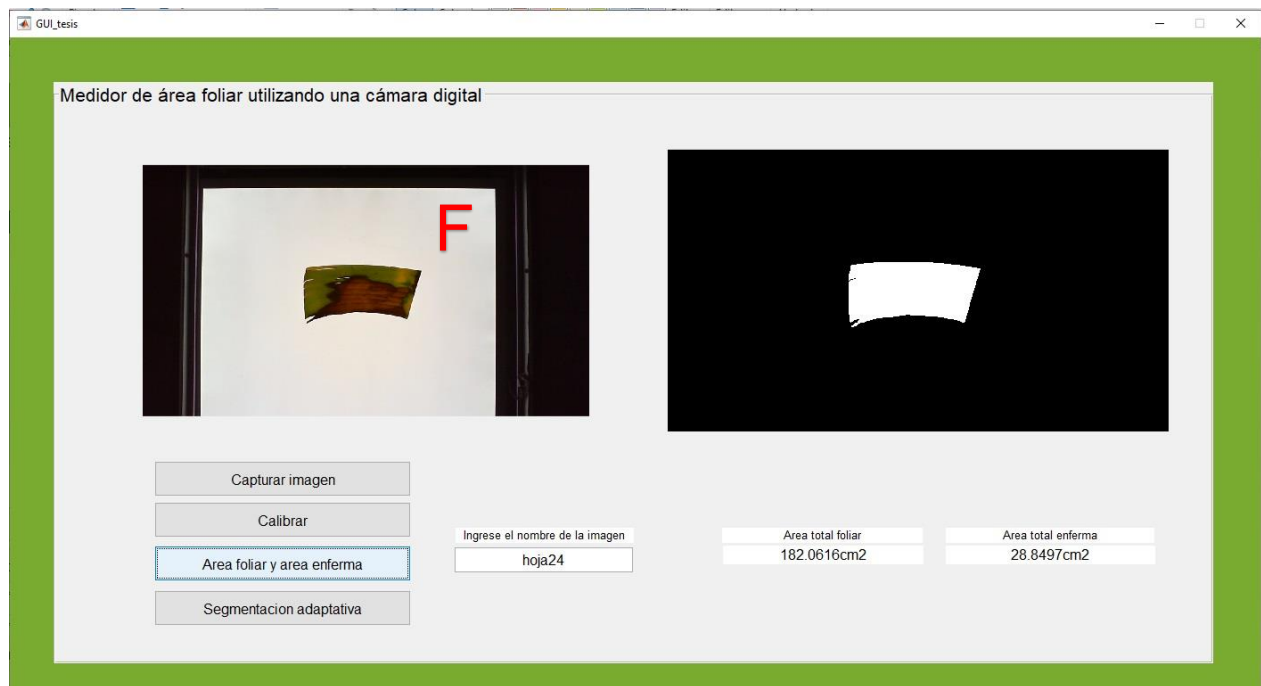 GUI_tesis
Medidor de área foliar utilizando una cámara digital
F
Capturar imagen
Calibrar
Area foliar y area enferma
Segmentacion adaptativa
Ingrese el nombre de la imagen
hoja24
Area total foliar
182.0616cm2
Area total enferma
28.8497cm2